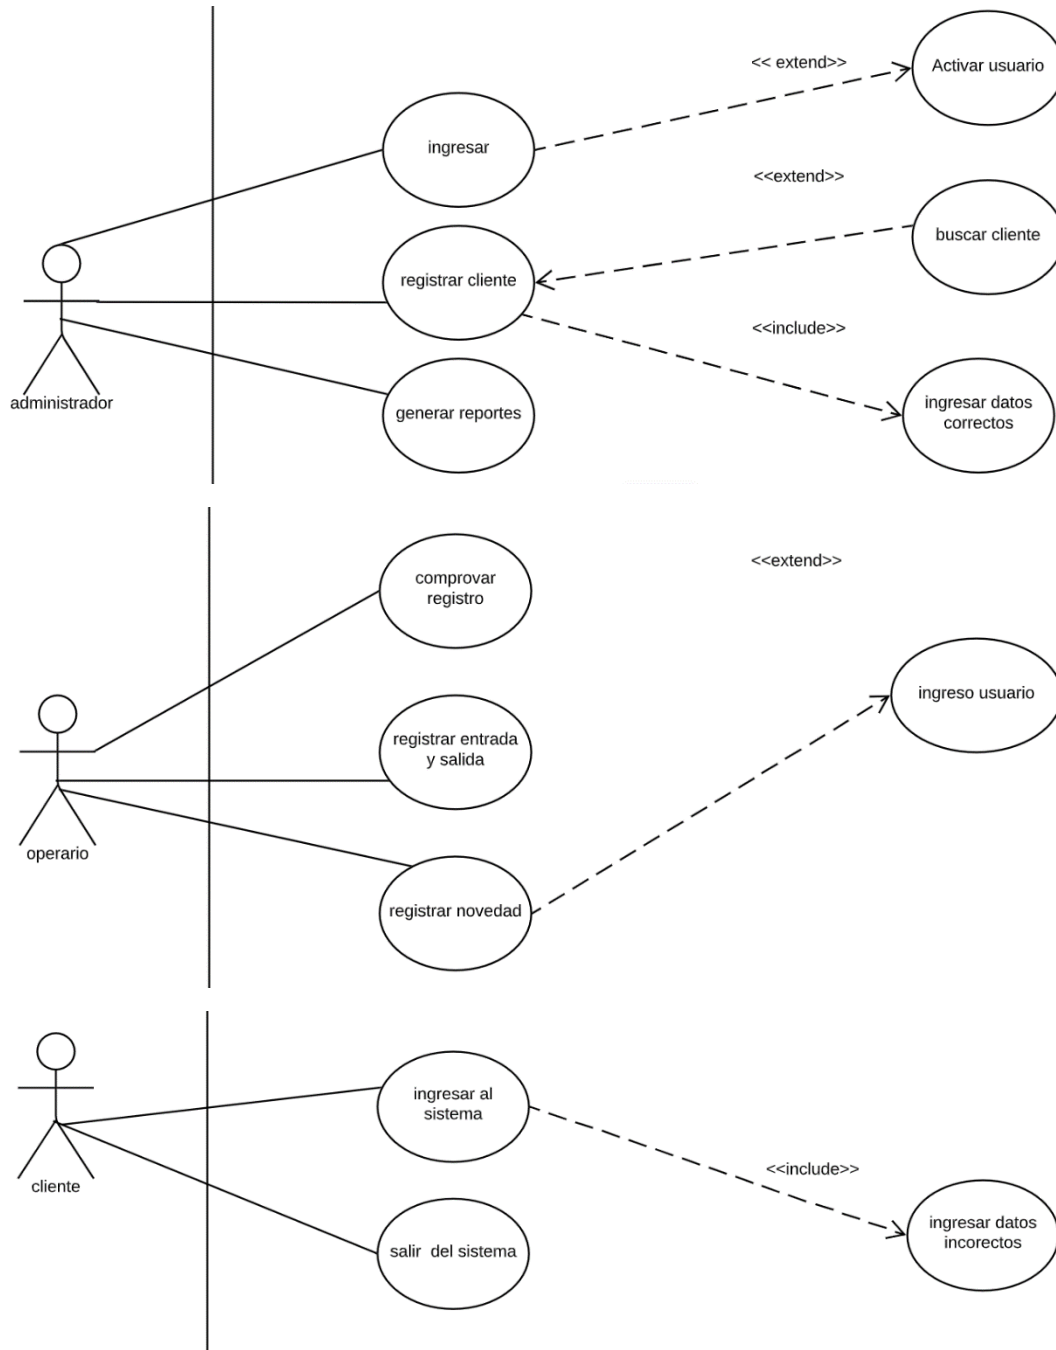 << extend>>
Activar usuario
ingresar
<<extend>>
buscar cliente
registrar cliente
<<include>>
administrador
generar reportes
ingresar datos
correctos
<<extend>>
comprovar
registro
ingreso usuario
registrar entrada
y salida
operario
registrar novedad
ingresar al
sistema
<<include>>
cliente
ingresar datos
incorectos
salir  del sistema